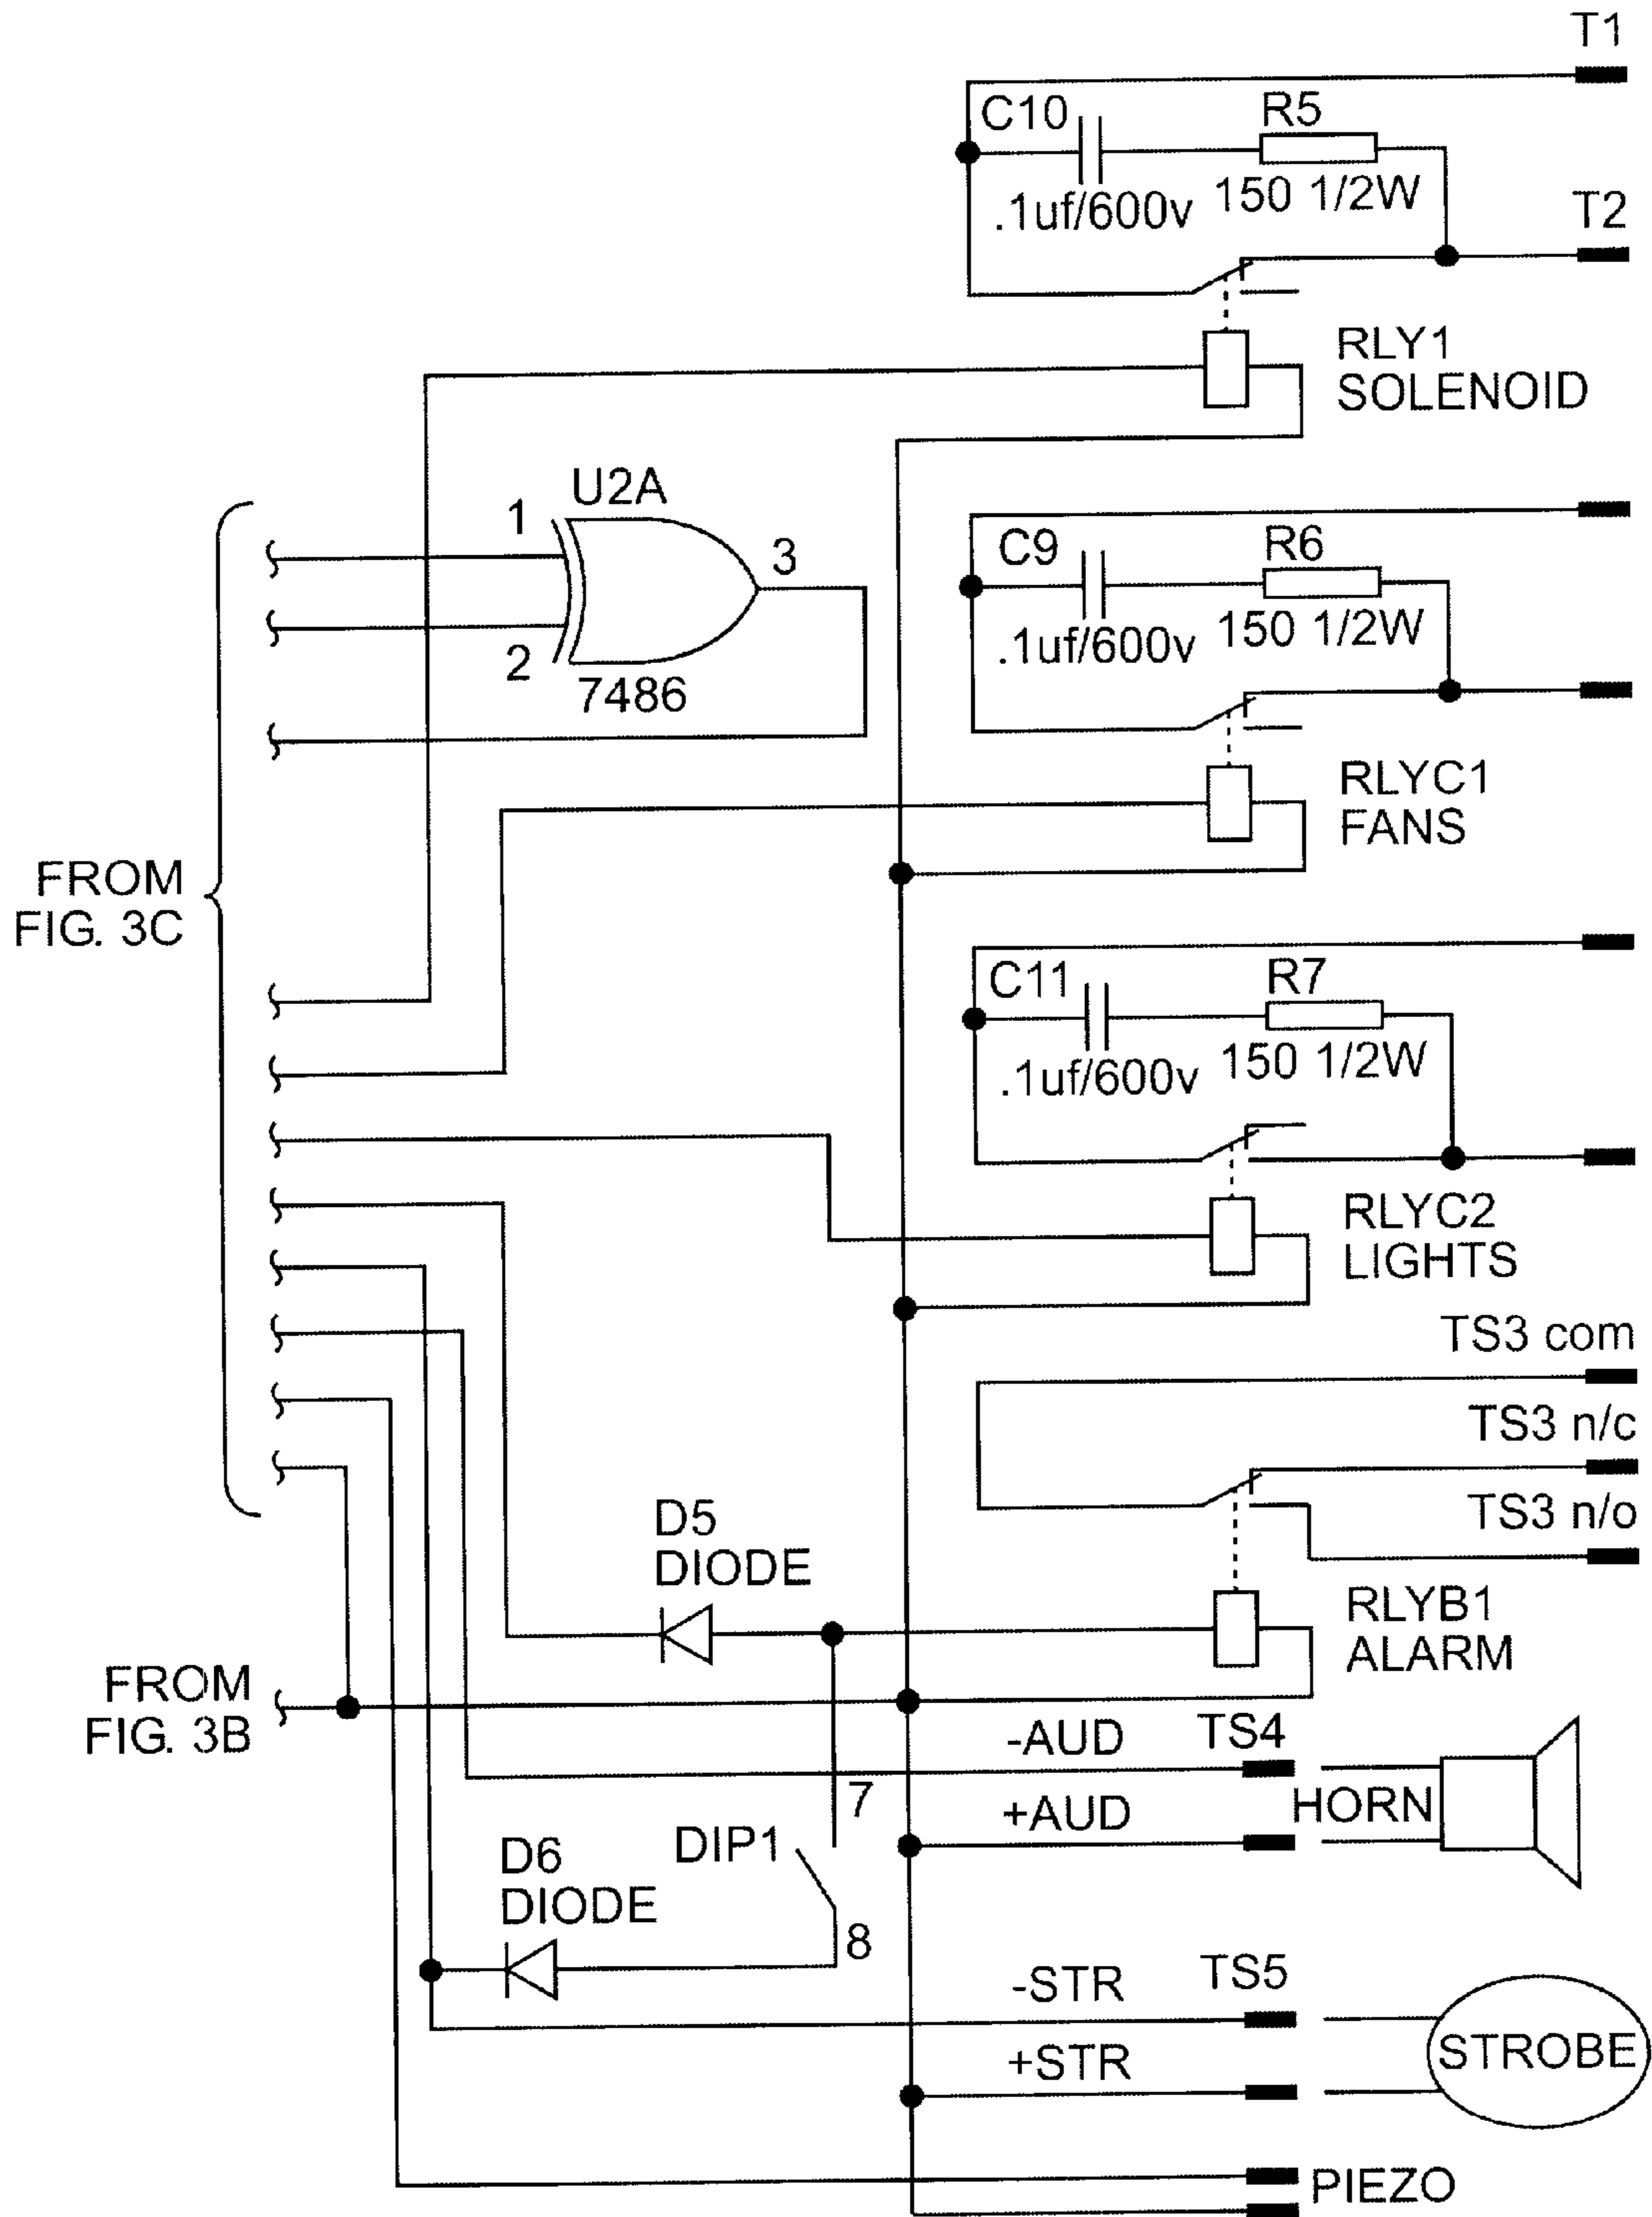 T1
C10
R5
.1uf/600v
150 1/2W
T2
RLY1
SOLENOID
U2A
1
3
2
7486
C9
R6
.1uf/600v
150 1/2W
RLYC1
FANS
FROM
FIG. 3C
C11
R7
.1uf/600v
150 1/2W
RLYC2
LIGHTS
TS3 com
TS3 n/c
TS3 n/o
D5
DIODE
RLYB1
ALARM
FROM
FIG. 3B
-AUD
TS4
7
+AUD
HORN
DIP1
D6
DIODE
8
-STR
TS5
+STR
STROBE
PIEZO